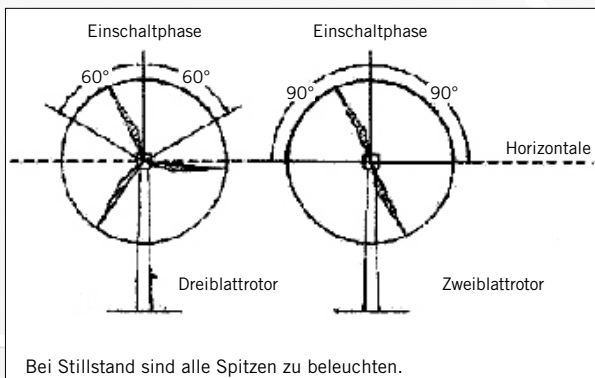 Einschaltphase Einschaltphase
60° 60° 90° 90°
Horizontale
Dreiblattrotor Zweiblattrotor
Bei Stillstand sind alle Spitzen zu beleuchten.